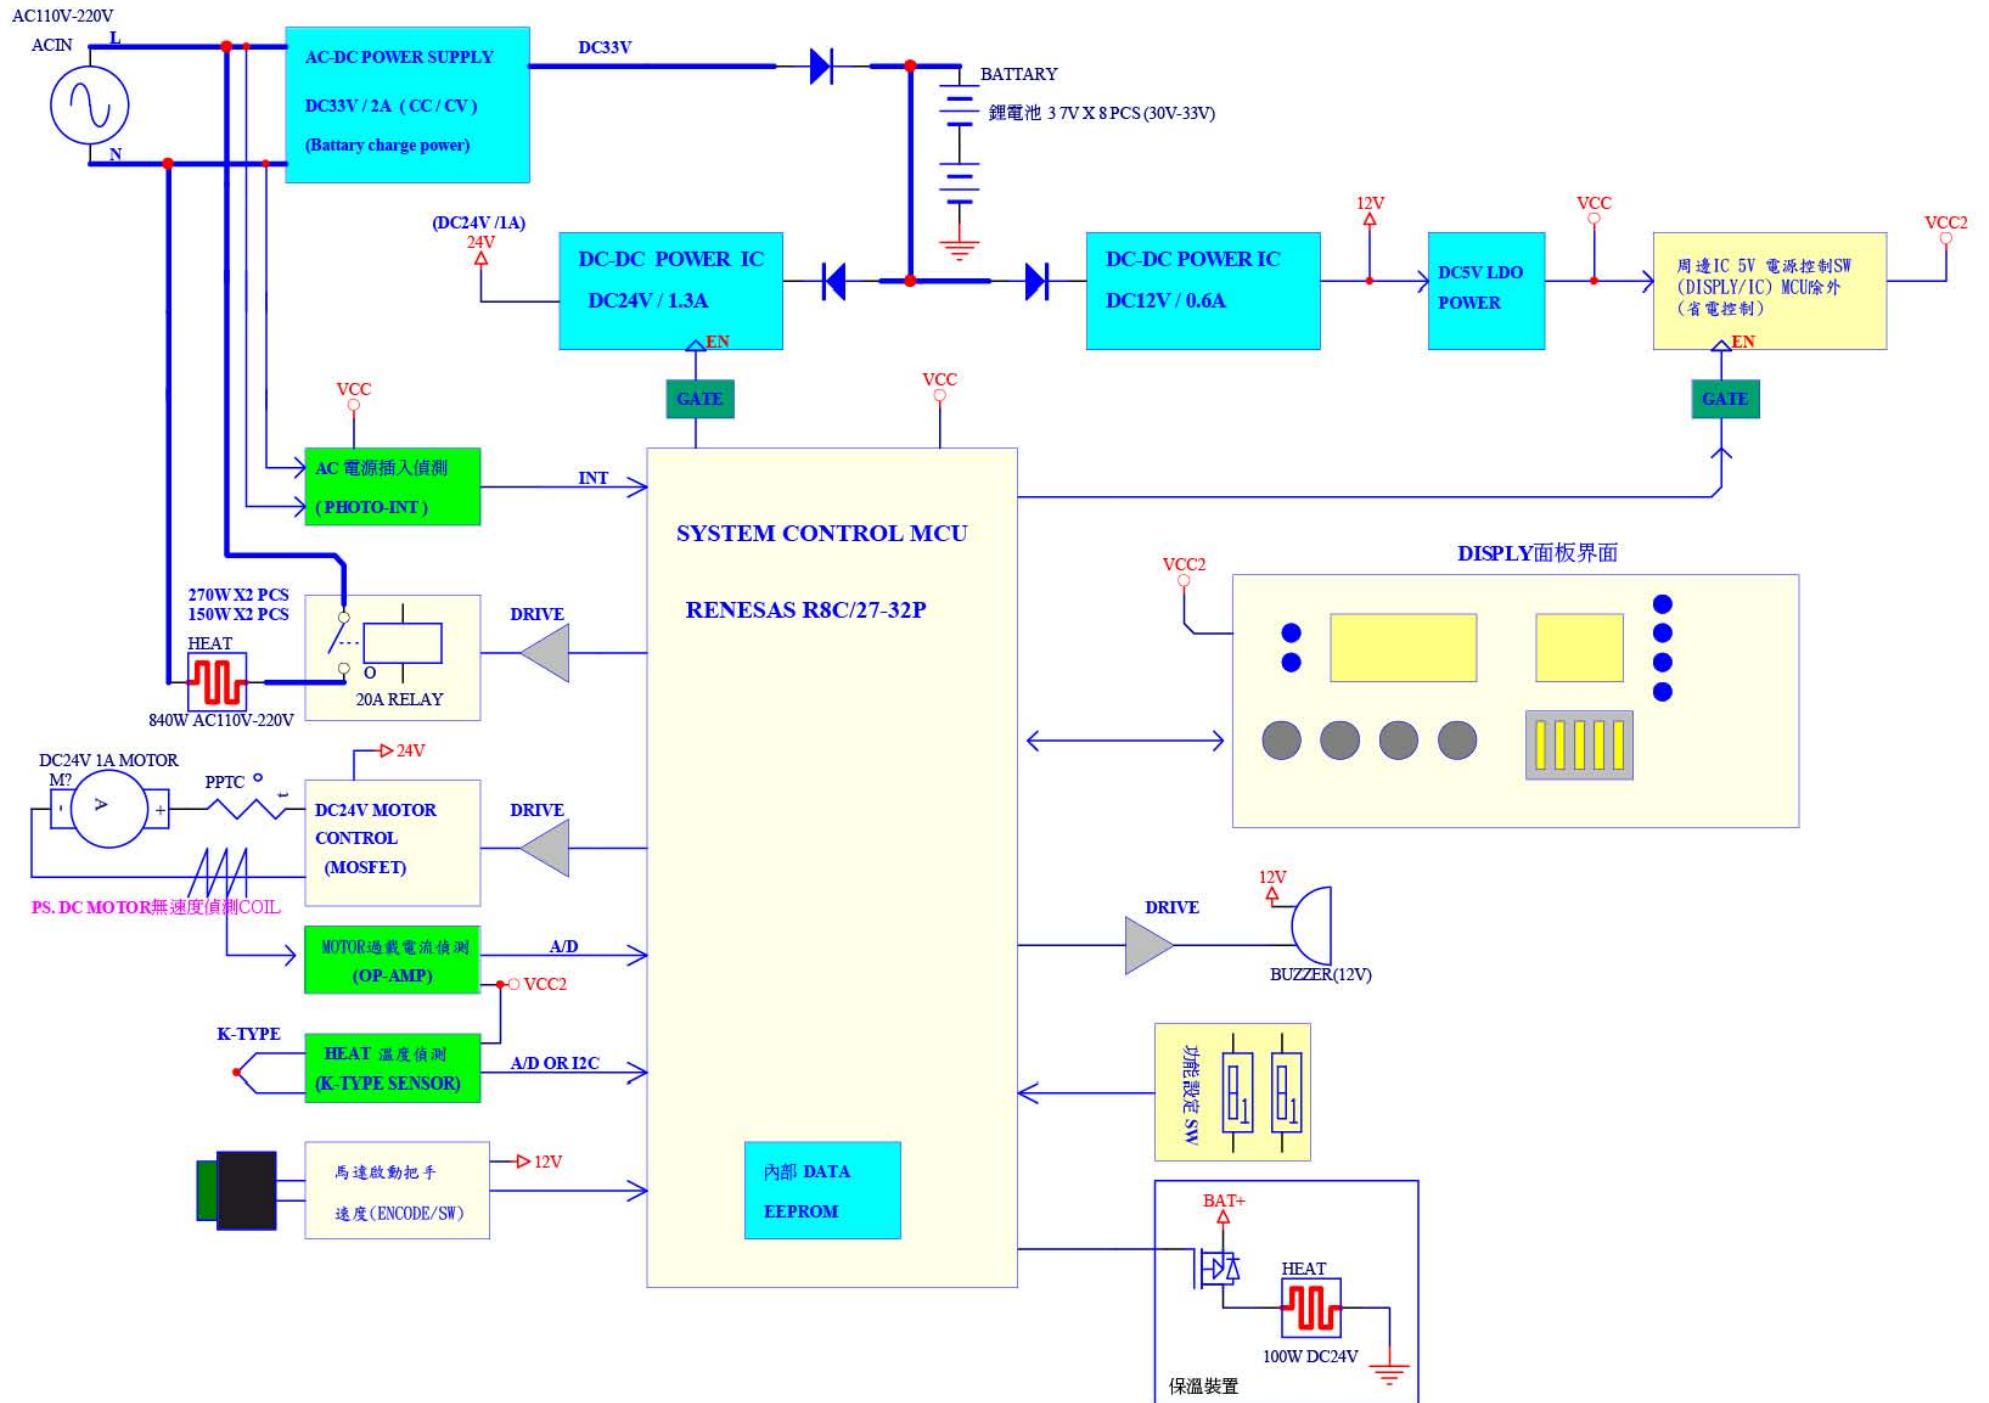 AC110V-220V
ACIN
L
N
AC-DC POWER SUPPLY
DC33V / 2A ( CC / CV )
(Battary charge power)
DC33V
BATTARY
鋰電池 3 7V X 8 PCS (30V-33V)
(DC24V /1A)
24V
DC-DC POWER IC
DC24V / 1.3A
EN
GATE
DC-DC POWER IC
DC12V / 0.6A
12V
DC5V LDO
POWER
VCC
周邊IC 5V 電源控制SW
(DISPLY/IC) MCU除外
(省電控制)
EN
VCC2
GATE
VCC
AC 電源插入偵測
( PHOTO-INT )
INT
VCC
SYSTEM CONTROL MCU
RENESAS R8C/27-32P
270W X2 PCS
150W X2 PCS
HEAT
840W AC110V-220V
O
20A RELAY
DRIVE
DISPLY面板界面
VCC2
DC24V 1A MOTOR
M?
A
-
+
PPTC
t
24V
DC24V MOTOR
CONTROL
(MOSFET)
DRIVE
PS. DC MOTOR無速度偵測COIL
MOTOR過載電流偵測
(OP-AMP)
A/D
VCC2
K-TYPE
HEAT 溫度偵測
(K-TYPE SENSOR)
A/D OR I2C
馬達啟動把手
速度(ENCODE/SW)
12V
內部 DATA
EEPROM
DRIVE
12V
BUZZER(12V)
功能設定 SW
1
1
BAT+
HEAT
100W DC24V
保溫裝置